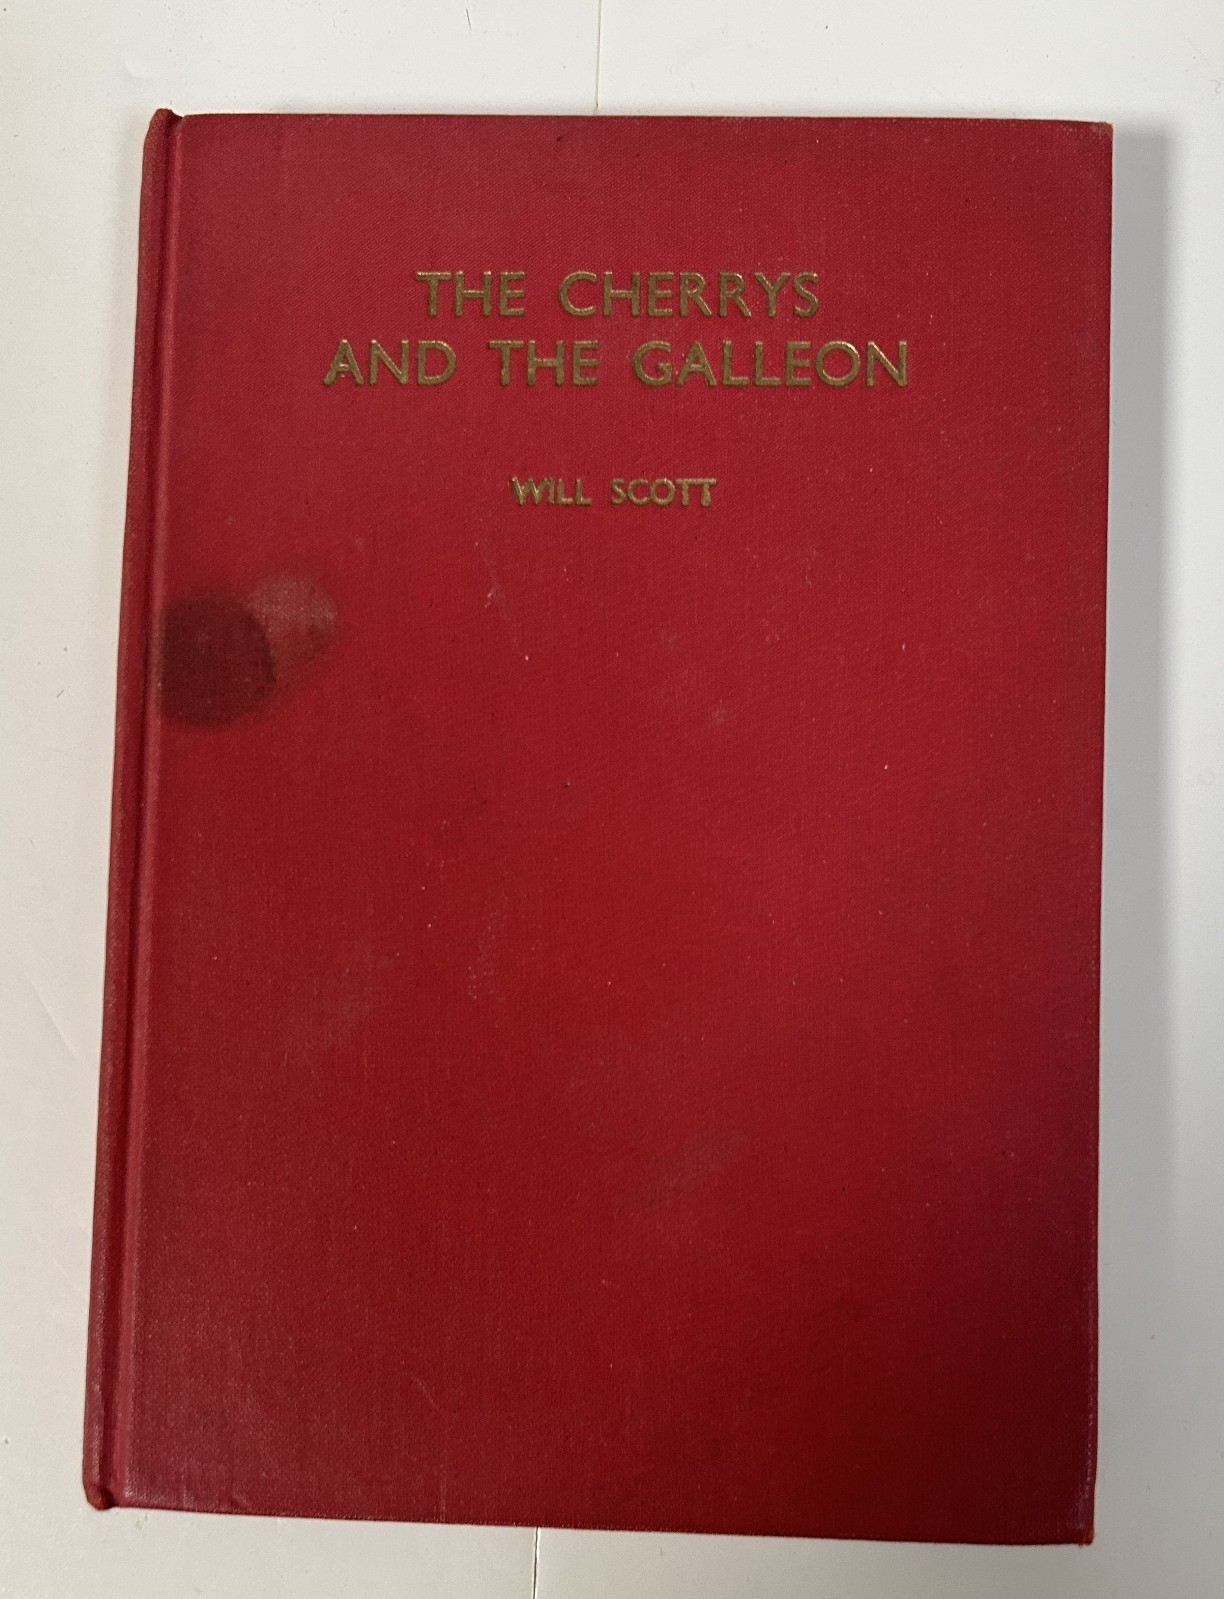 THE CHERRYS
AND THE GALLEON
WILL SCOTT